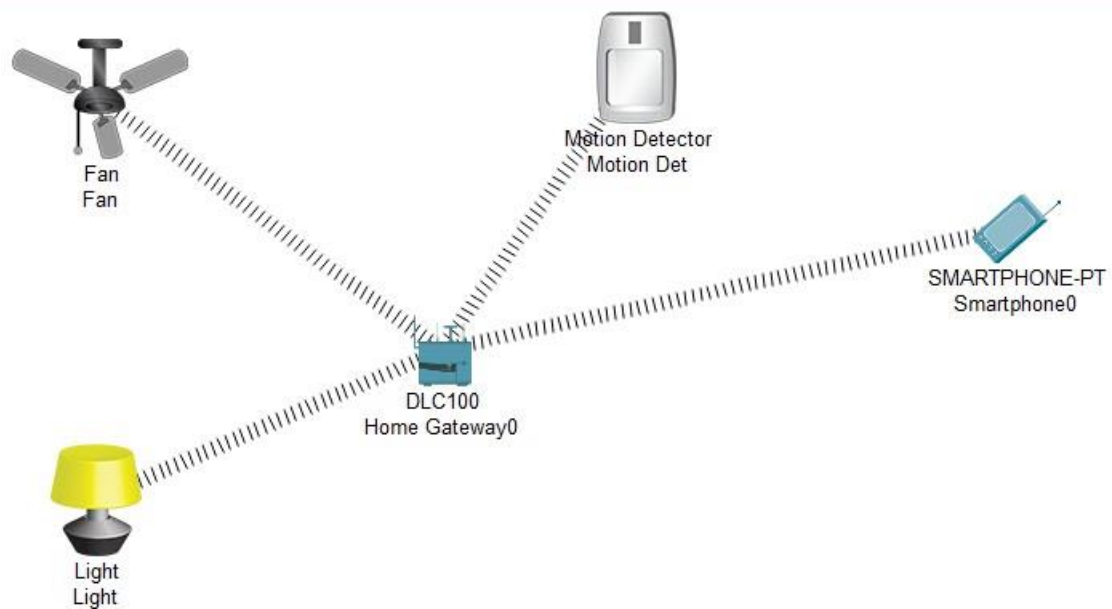 Motion Detector
Motion Det
Fan
Fan
SMARTPHONE-PT
Smartphone0
DLC100
Home Gateway0
Light
Light